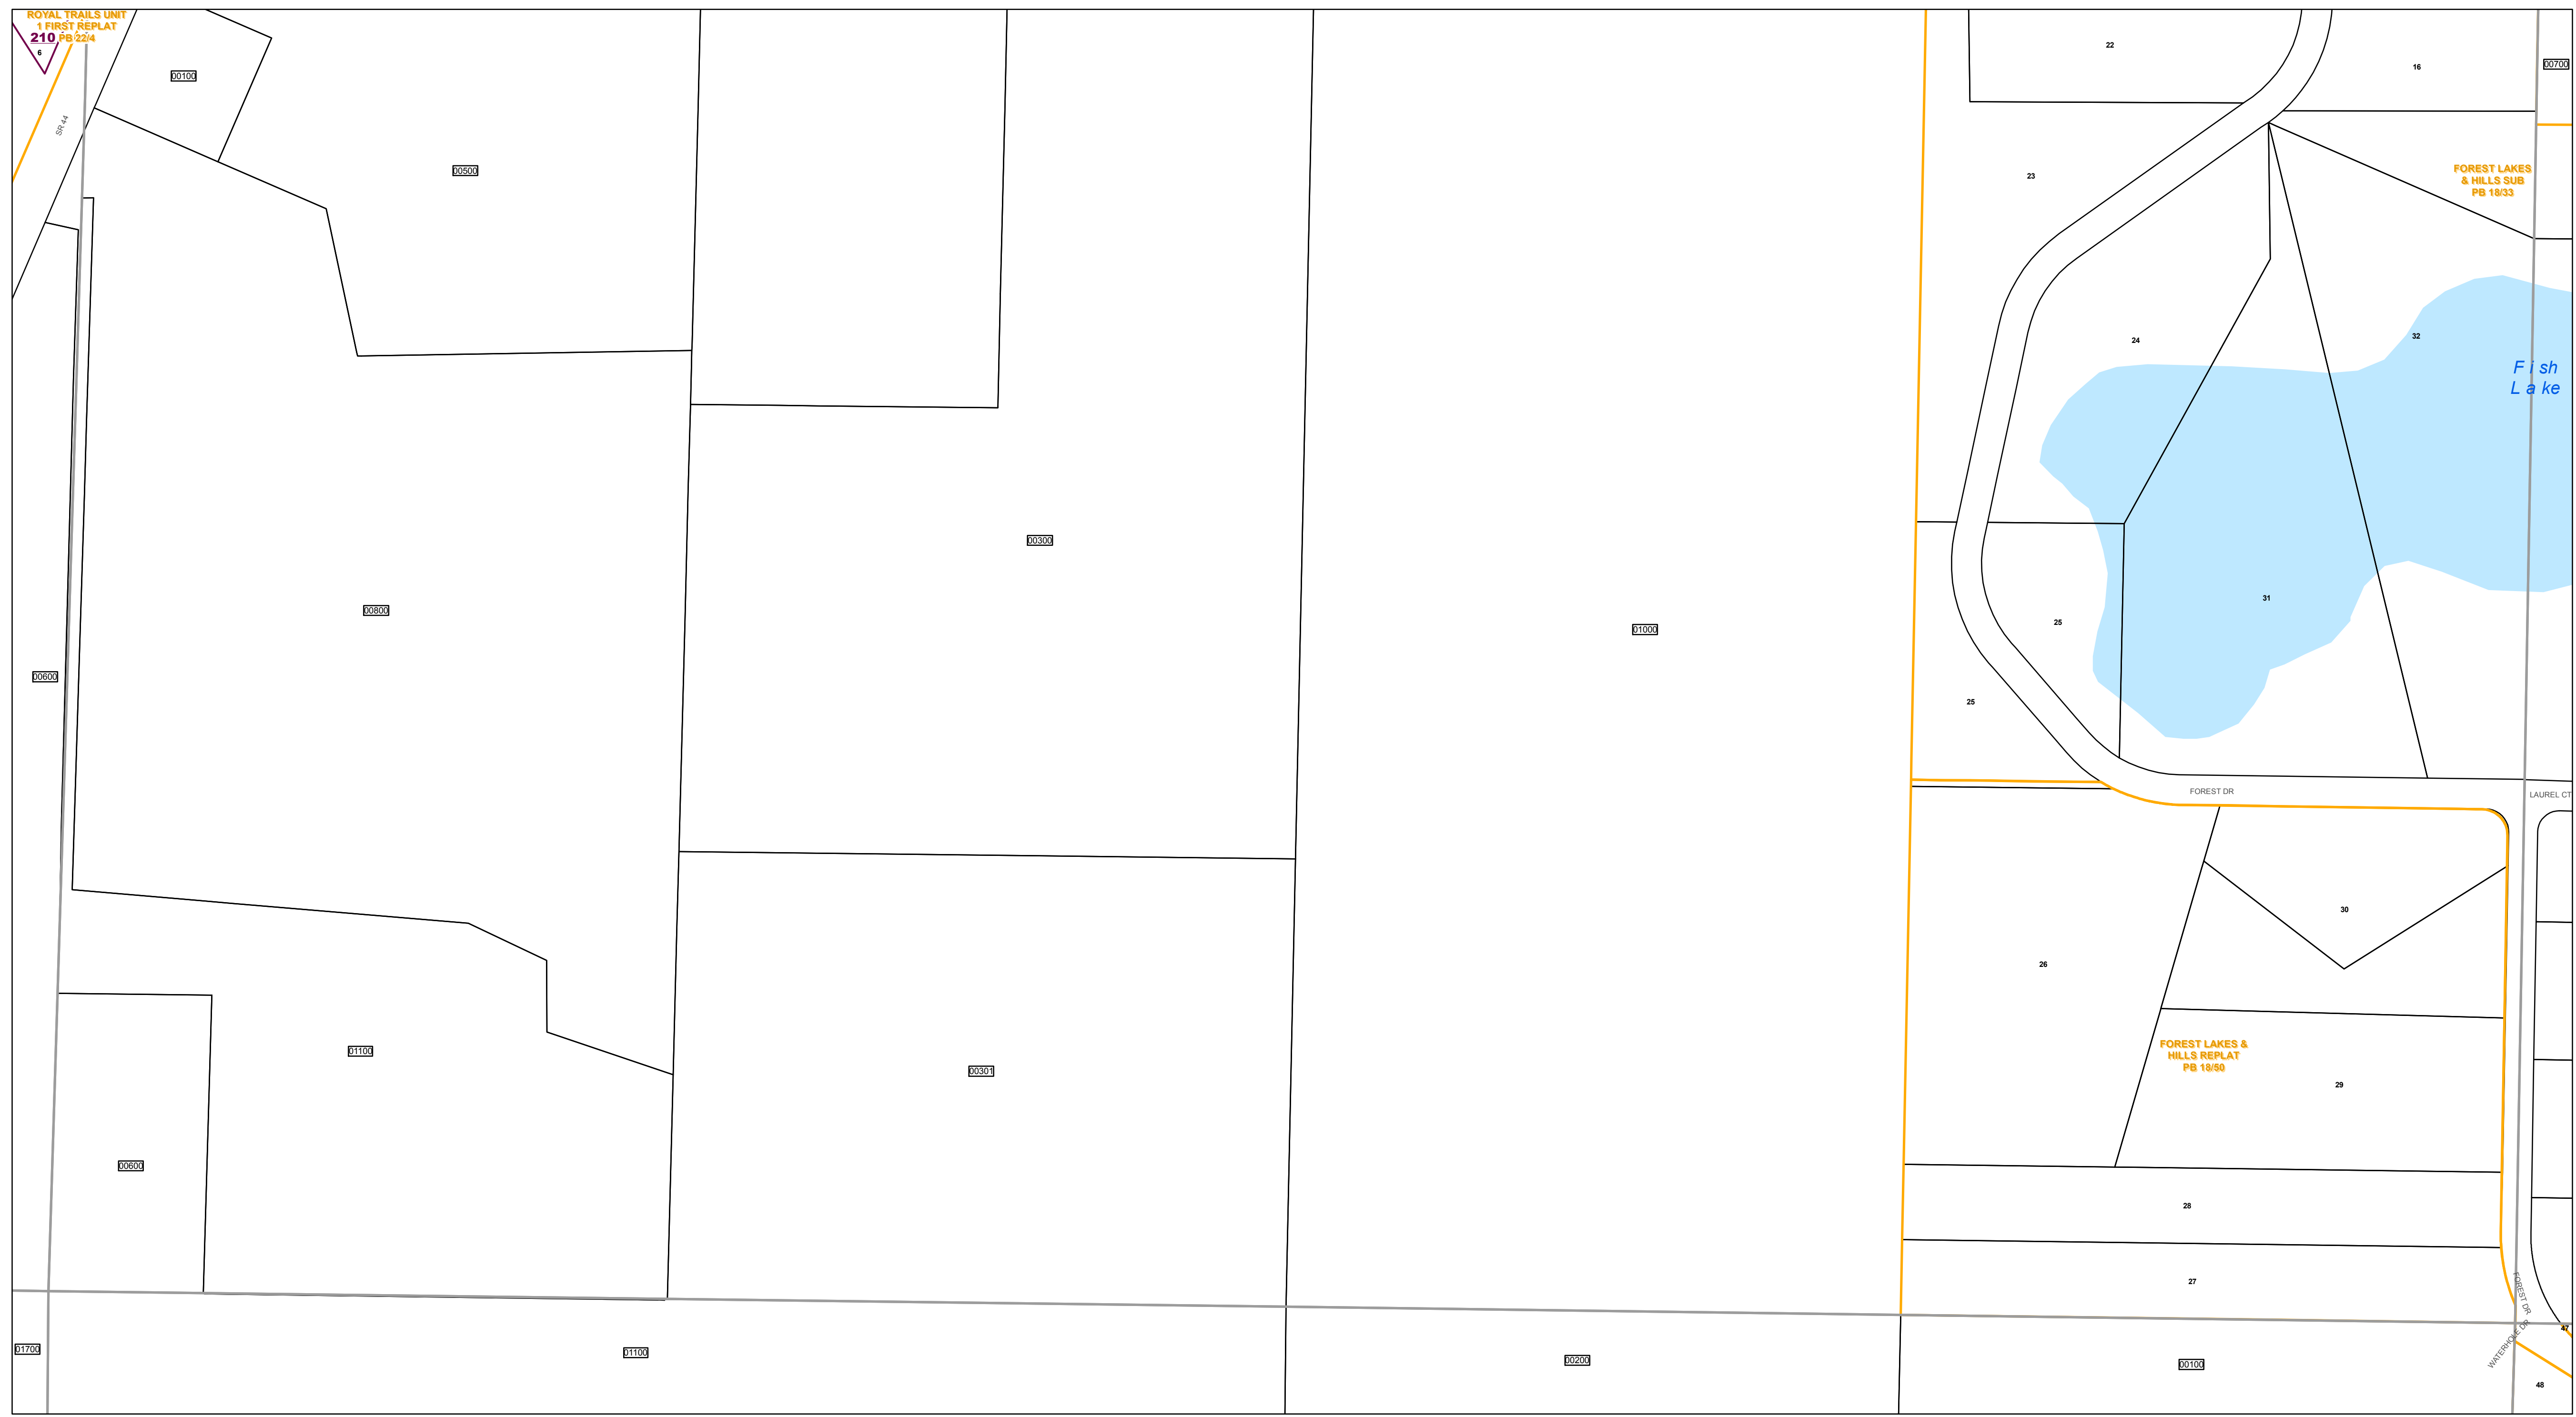 ROYAL TRAILS UNIT
1 FIRST REPLAT
210 PB 22/4
6
22
16
00700
00100
SR 44
FOREST LAKES
& HILLS SUB
PB 18/33
00500
23
24
32
Fish
Lake
00300
31
00800
25
01000
00600
25
FOREST DR
LAUREL CT
30
26
FOREST LAKES &
HILLS REPLAT
PB 18/50
01100
00301
29
00600
28
27
FOREST DR
47
WATERHOLE DR
01700
01100
00200
00100
48